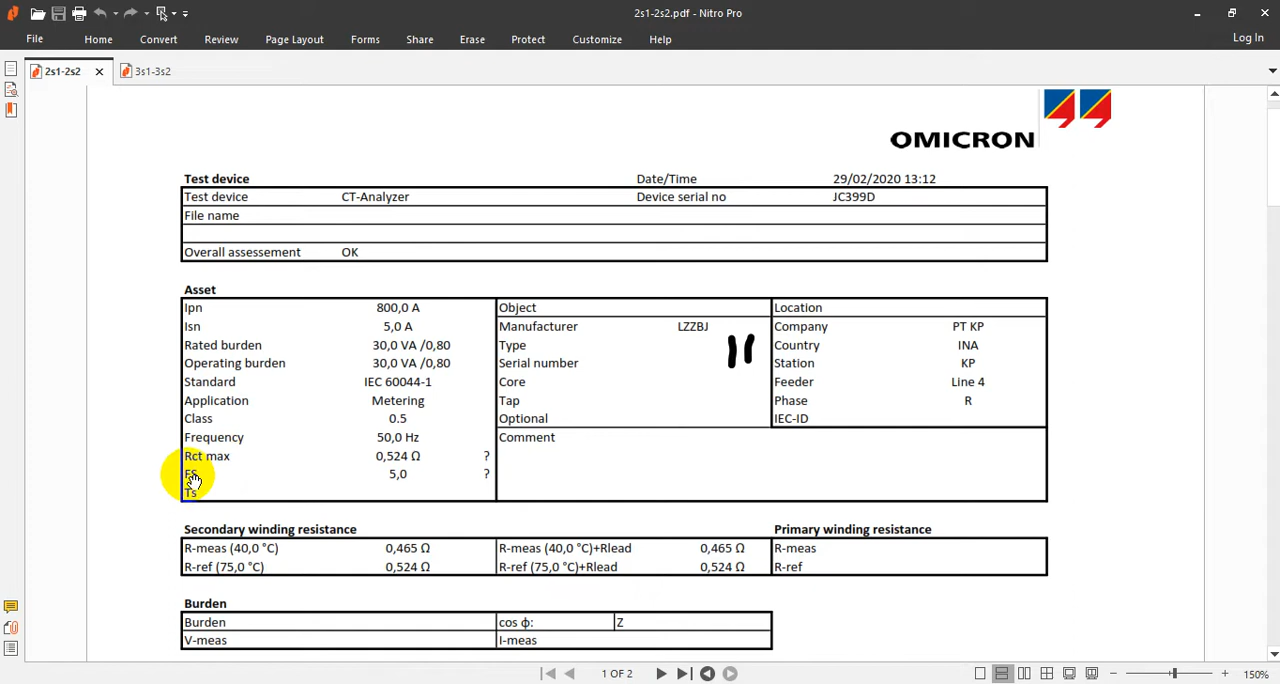 2s1-2s2.pdf - Nitro Pro
File Home Convert Review Page Layout Forms Share Erase Protect Customize Help Log In
2s1-2s2 3s1-3s2
OMICRON
Test device Date/Time 29/02/2020 13:12
Test device CT-Analyzer Device serial no JC399D
File name
Overall assessement OK
Asset
Ipn 800,0 A Object Location
Isn 5,0 A Manufacturer LZZBJ Company PT KP
Rated burden 30,0 VA /0,80 Type Country INA
Operating burden 30,0 VA /0,80 Serial number Station KP
Standard IEC 60044-1 Core Feeder Line 4
Application Metering Tap Phase R
Class 0.5 Optional IEC-ID
Frequency 50,0 Hz Comment
Rct max 0,524 Ω ?
FS 5,0 ?
Ts
Secondary winding resistance Primary winding resistance
R-meas (40,0 °C) 0,465 Ω R-meas (40,0 °C)+Rlead 0,465 Ω R-meas
R-ref (75,0 °C) 0,524 Ω R-ref (75,0 °C)+Rlead 0,524 Ω R-ref
Burden
Burden cos ϕ: Z
V-meas I-meas
1 OF 2 150%